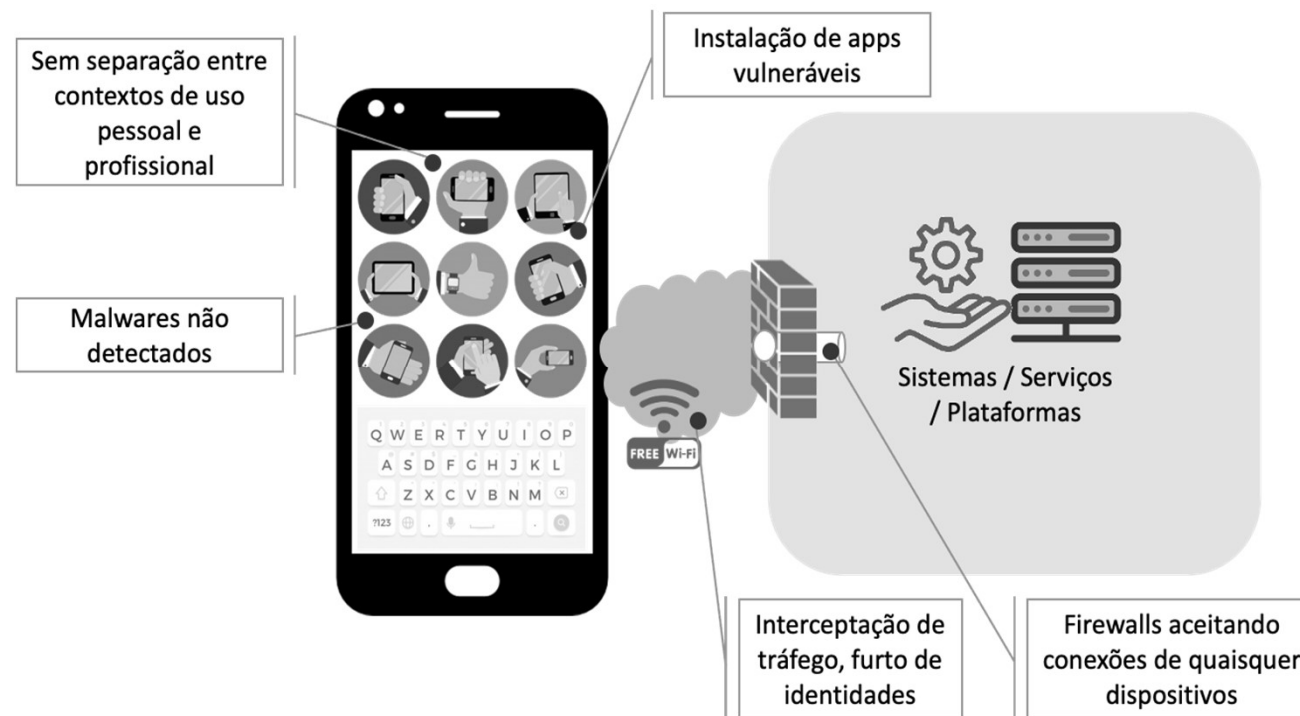 Sem separação entre
contextos de uso
pessoal e
profissional
Instalação de apps
vulneráveis
Malwares não
detectados
Q W E R T Y U I O P
A S D F G H J K L
Z X C V B N M
?123 . .
FREE Wi-Fi
Sistemas / Serviços
/ Plataformas
Interceptação de
tráfego, furto de
identidades
Firewalls aceitando
conexões de quaisquer
dispositivos